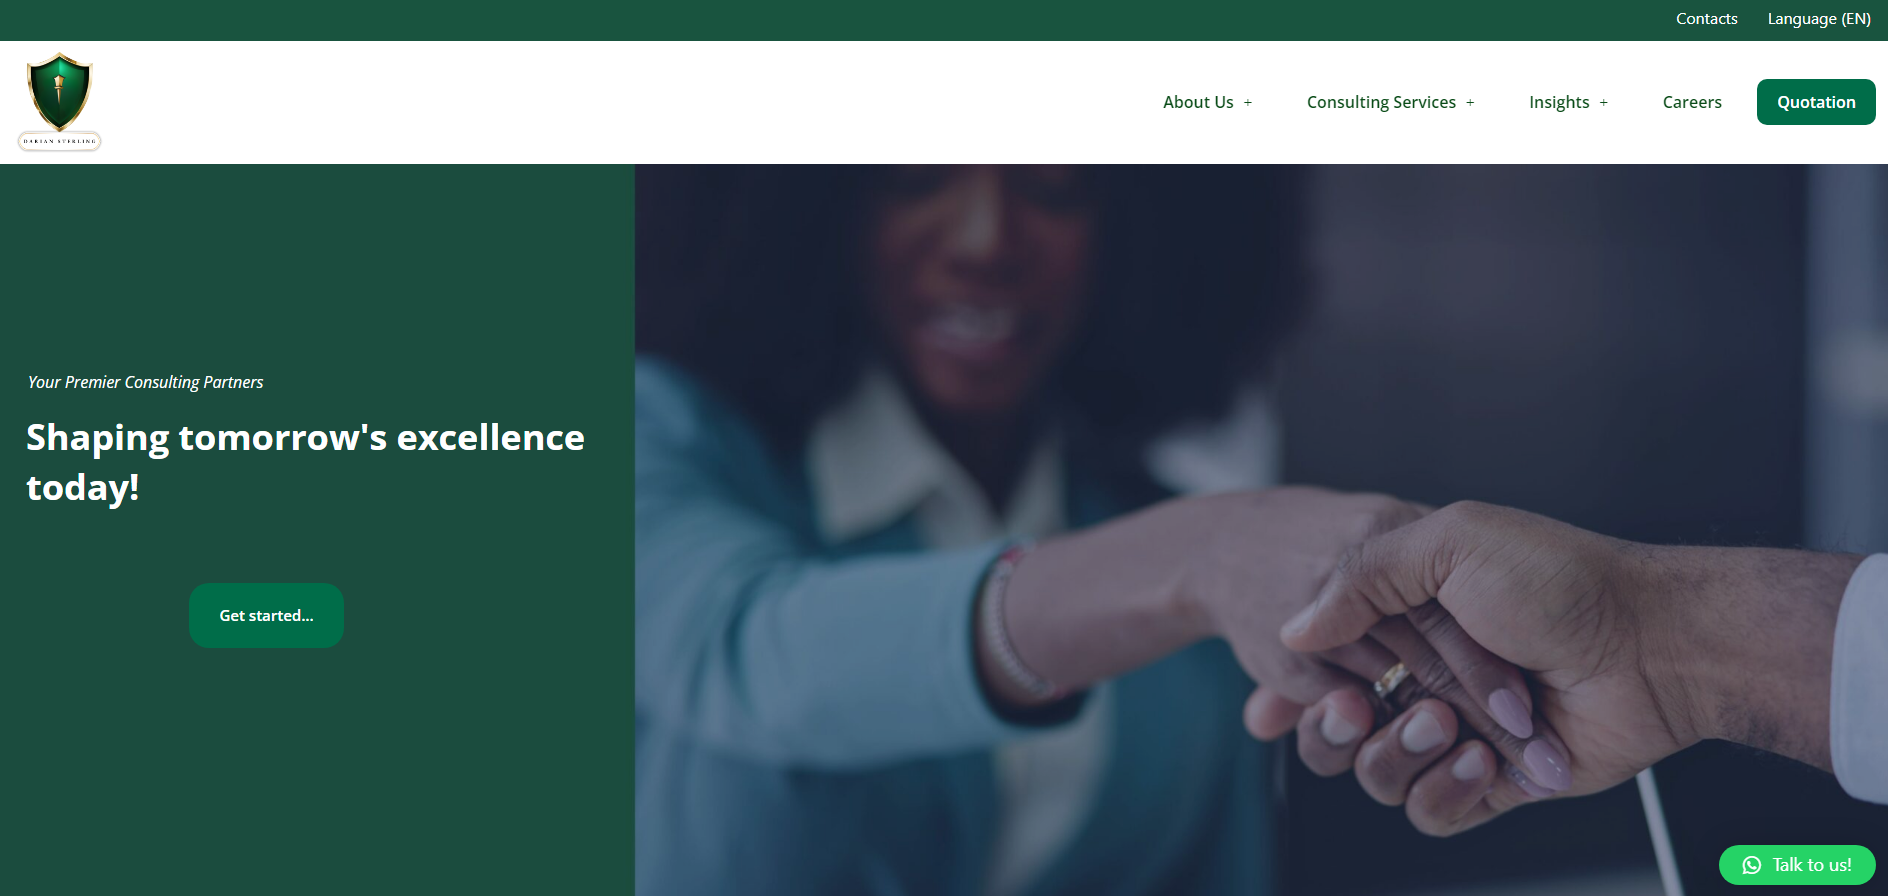 Contacts Language (EN)
DARIAN STERLING
About Us + Consulting Services + Insights + Careers Quotation
Your Premier Consulting Partners
Shaping tomorrow's excellence
today!
Get started...
Talk to us!